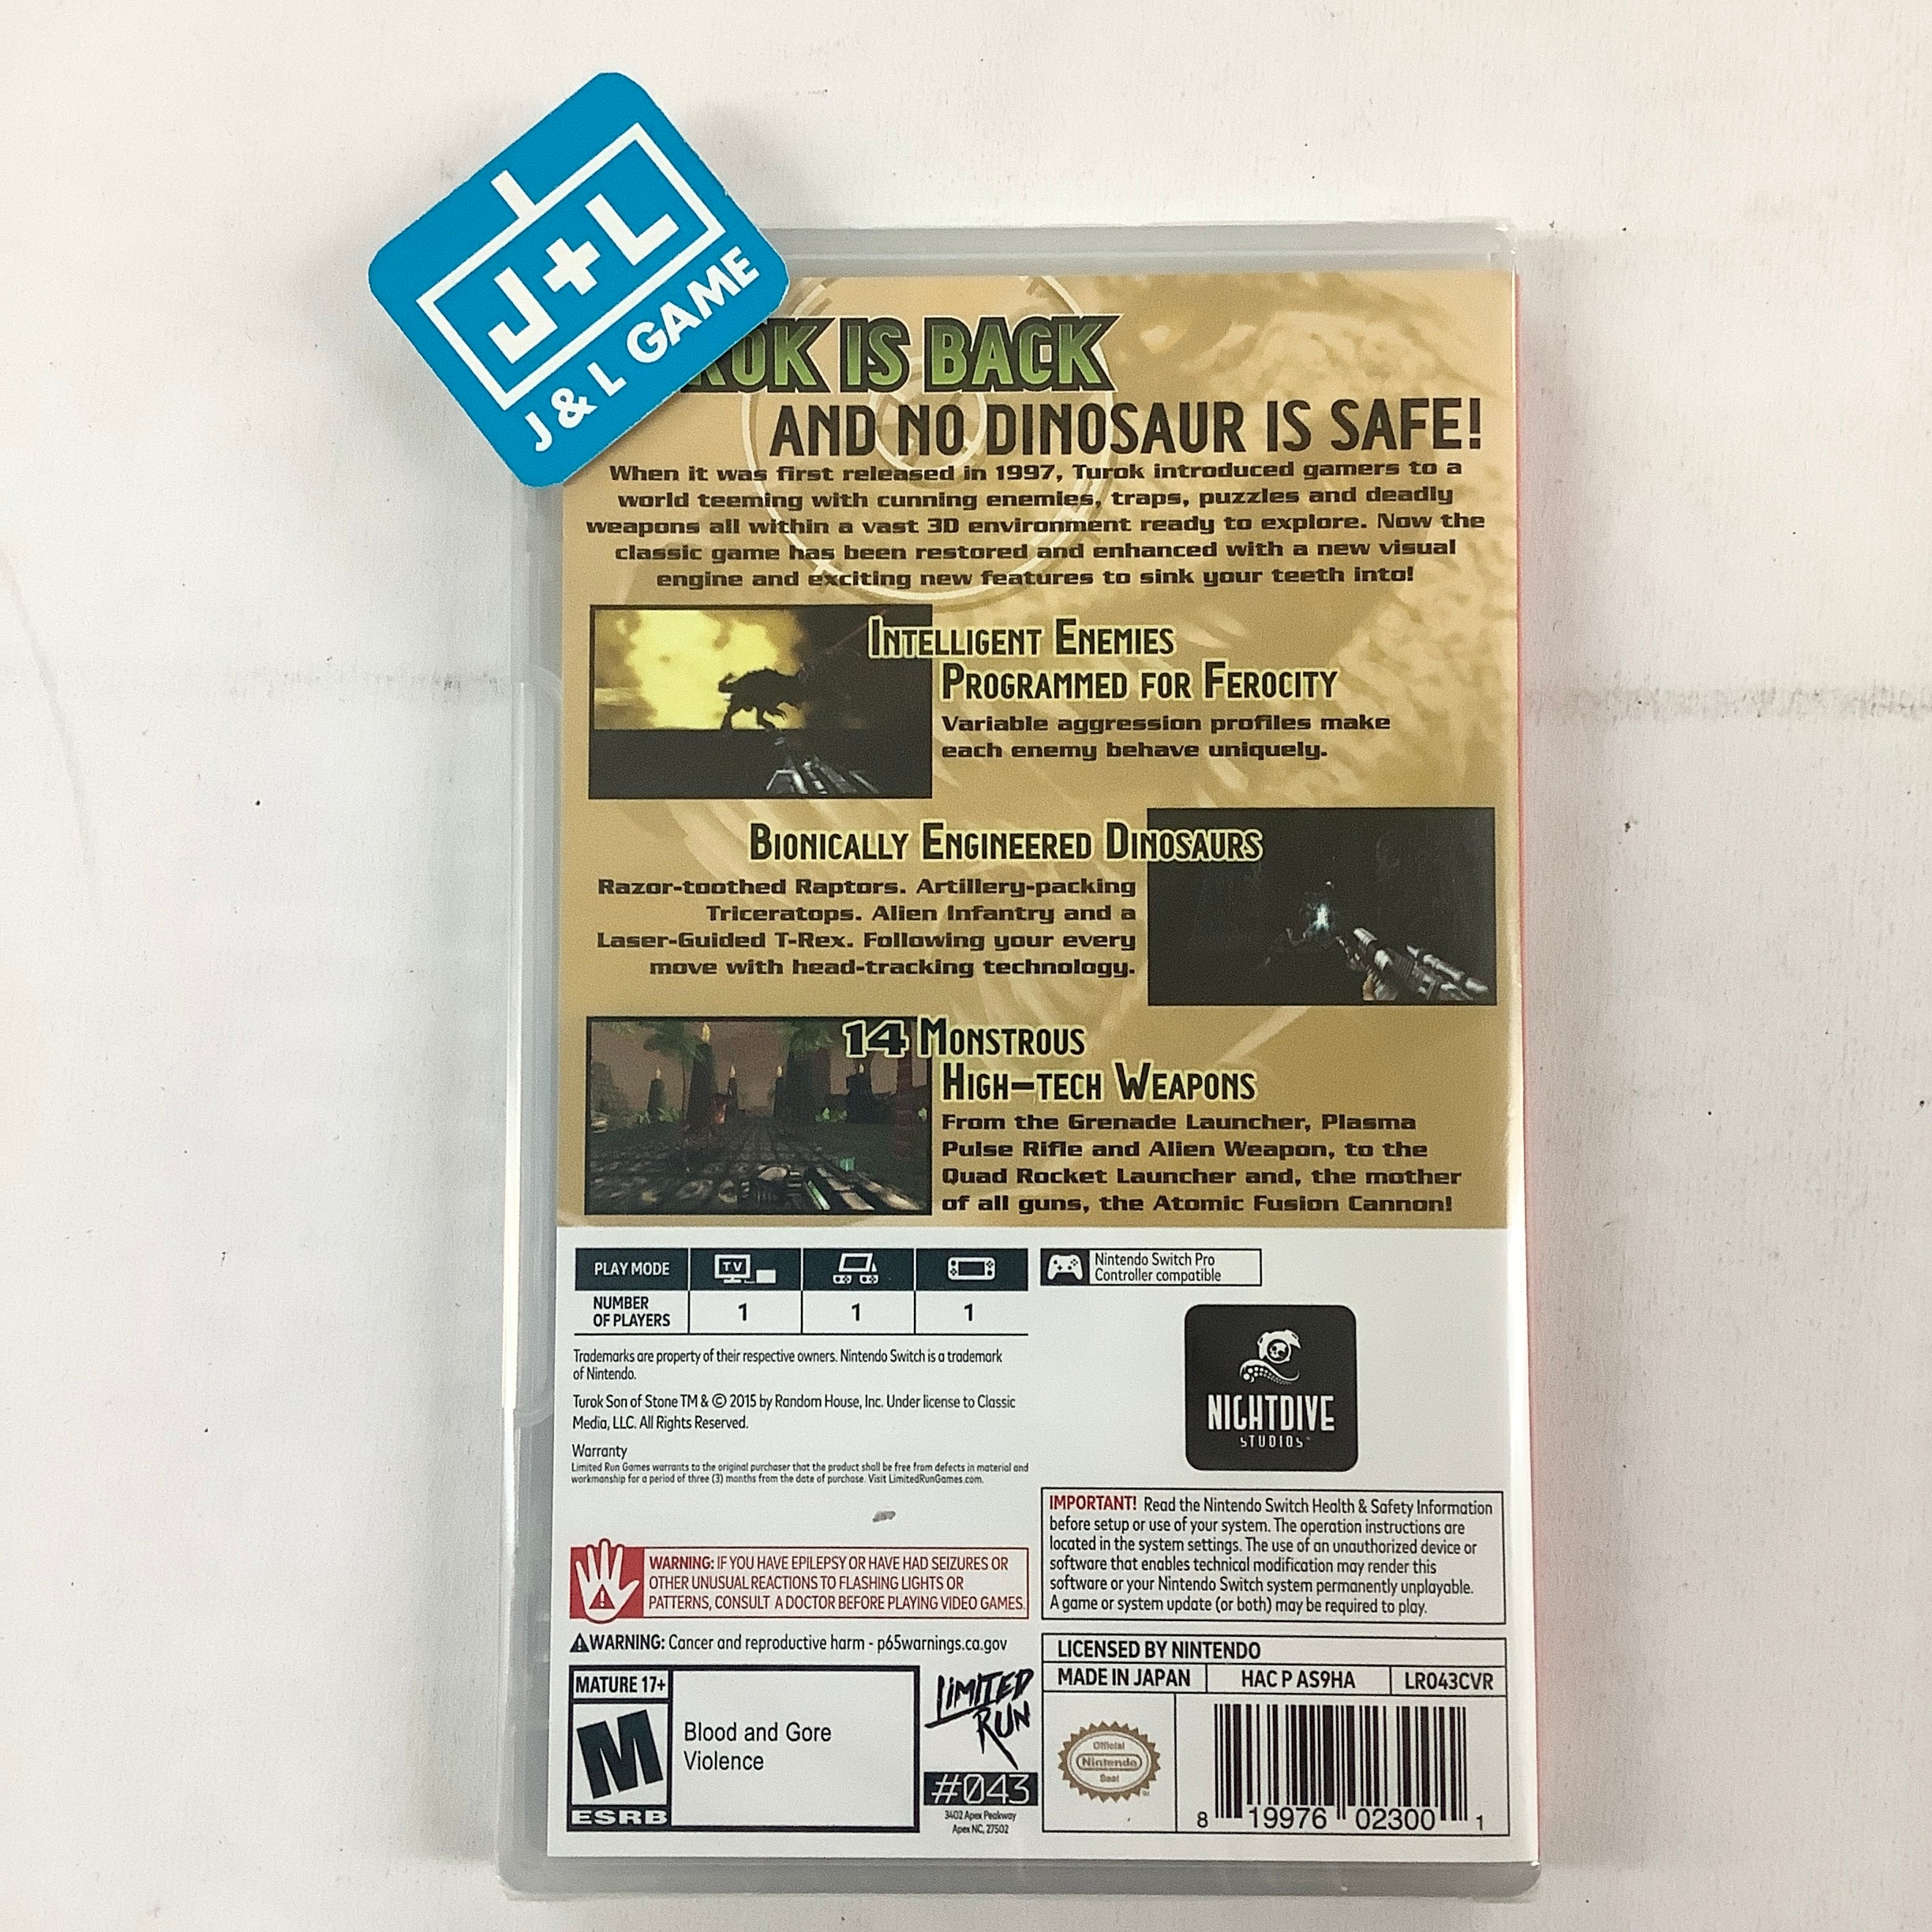 J+L
J & L GAME
IS BACK
AND NO DINOSAUR IS SAFE!
When it was first released in 1997, Turok introduced gamers to a
world teeming with cunning enemies, traps, puzzles and deadly
weapons all within a vast 3D environment ready to explore. Now the
classic game has been restored and enhanced with a new visual
engine and exciting new features to sink your teeth into!
INTELLIGENT ENEMIES
PROGRAMMED FOR FEROCITY
Variable aggression profiles make
each enemy behave uniquely.
BIONICALLY ENGINEERED DINOSAURS
Razor-toothed Raptors. Artillery-packing
Triceratops. Alien Infantry and a
Laser-Guided T-Rex. Following your every
move with head-tracking technology.
14 MONSTROUS
HIGH-TECH WEAPONS
From the Grenade Launcher, Plasma
Pulse Rifle and Alien Weapon, to the
Quad Rocket Launcher and, the mother
of all guns, the Atomic Fusion Cannon!
PLAY MODE TV
NUMBER
OF PLAYERS 1 1 1
Nintendo Switch Pro
Controller compatible
Trademarks are property of their respective owners. Nintendo Switch is a trademark
of Nintendo.
Turok Son of Stone TM & © 2015 by Random House, Inc. Under license to Classic
Media, LLC. All Rights Reserved.
Warranty
Limited Run Games warrants to the original purchaser that the product shall be free from defects in material and
workmanship for a period of three (3) months from the date of purchase. Visit LimitedRunGames.com.
NIGHTDIVE
STUDIOS™
WARNING: IF YOU HAVE EPILEPSY OR HAVE HAD SEIZURES OR
OTHER UNUSUAL REACTIONS TO FLASHING LIGHTS OR
PATTERNS, CONSULT A DOCTOR BEFORE PLAYING VIDEO GAMES.
IMPORTANT! Read the Nintendo Switch Health & Safety Information
before setup or use of your system. The operation instructions are
located in the system settings. The use of an unauthorized device or
software that enables technical modification may render this
software or your Nintendo Switch system permanently unplayable.
A game or system update (or both) may be required to play.
WARNING: Cancer and reproductive harm - p65warnings.ca.gov
MATURE 17+
M
ESRB
Blood and Gore
Violence
LIMITED
RUN
#043
3402 Apex Peakway
Apex NC, 27502
LICENSED BY NINTENDO
MADE IN JAPAN HAC P AS9HA LR043CVR
Official
Nintendo
Seal
8 19976 02300 1